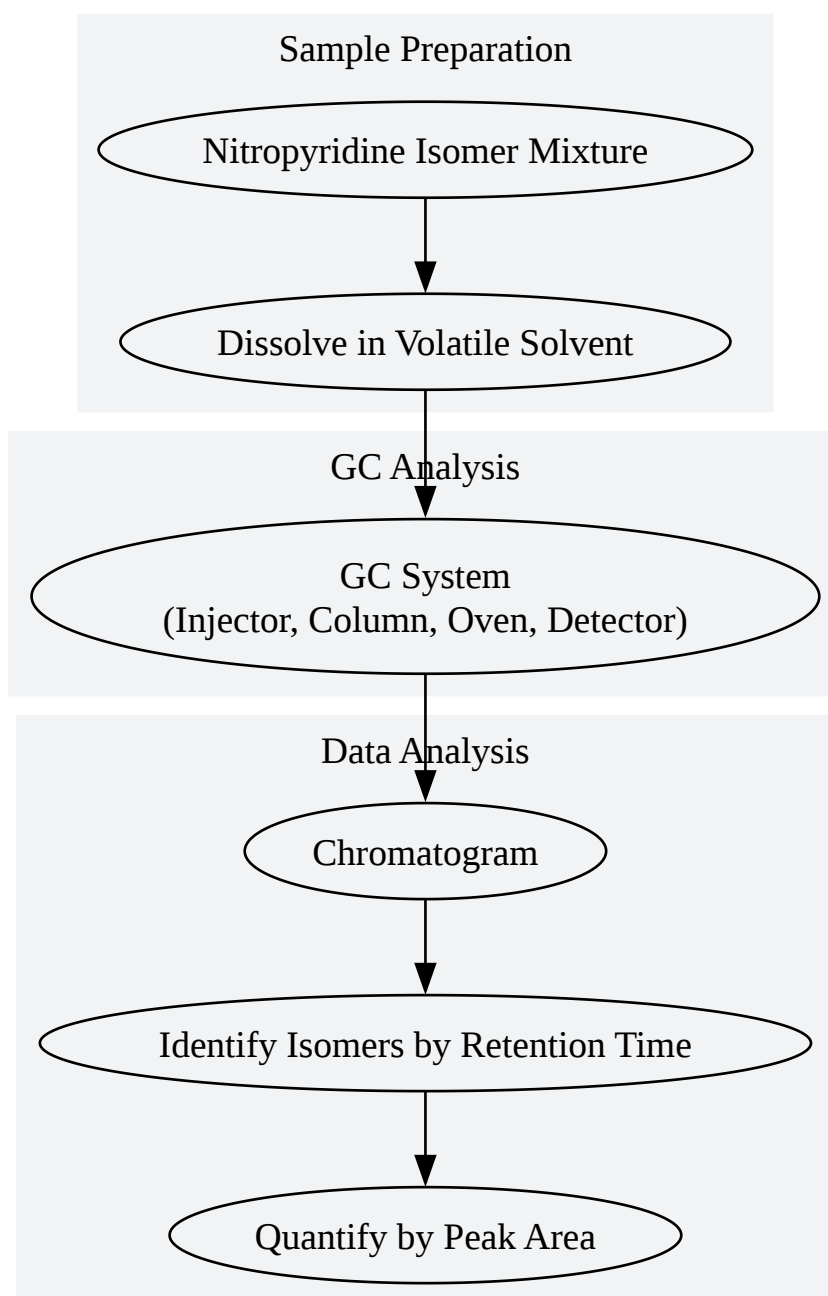 Sample Preparation
Nitropyridine Isomer Mixture
Dissolve in Volatile Solvent
GC Analysis
GC System
(Injector, Column, Oven, Detector)
Data Analysis
Chromatogram
Identify Isomers by Retention Time
Quantify by Peak Area